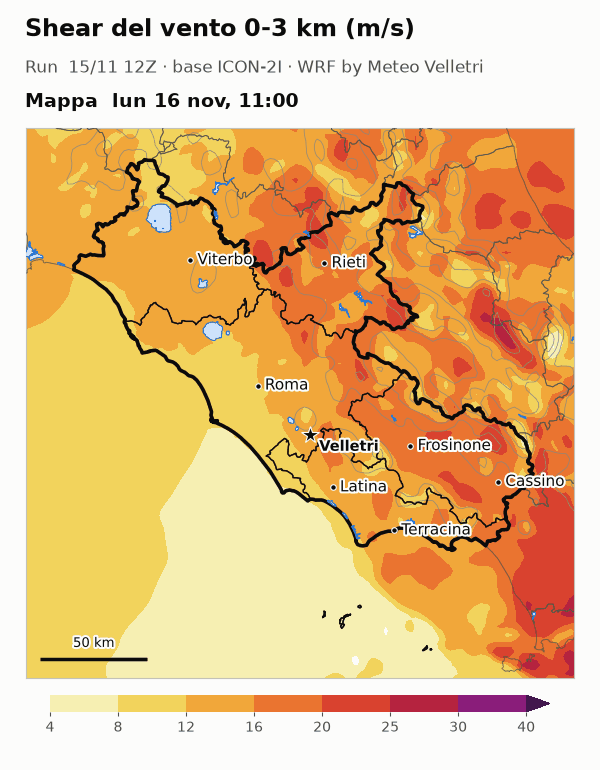 Shear del vento 0-3 km (m/s)
Run  15/11 12Z · base ICON-2I · WRF by Meteo Velletri
Mappa  lun 16 nov, 11:00
Viterbo
Rieti
Roma
Velletri
Frosinone
Cassino
Latina
Terracina
50 km
4 8 12 16 20 25 30 40